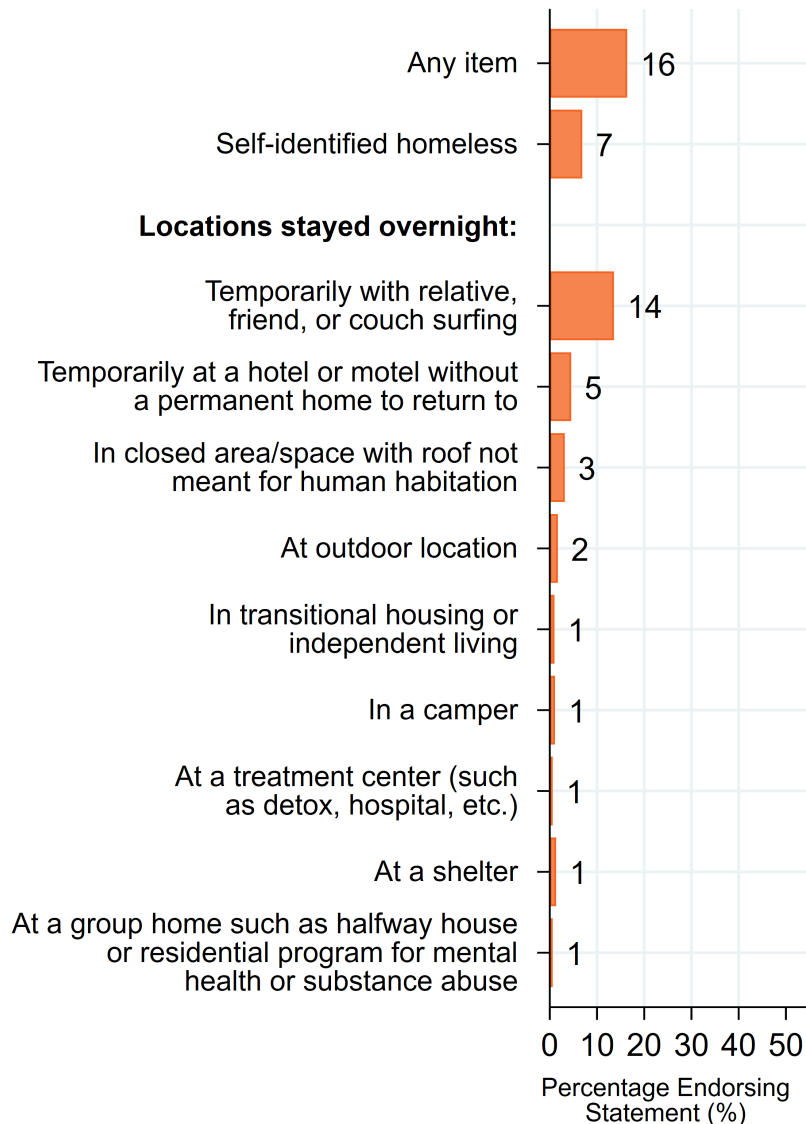 Any item
16
Self-identified homeless
7
Locations stayed overnight:
Temporarily with relative,
friend, or couch surfing
14
Temporarily at a hotel or motel without
a permanent home to return to
5
In closed area/space with roof not
meant for human habitation
3
At outdoor location
2
In transitional housing or
independent living
1
In a camper
1
At a treatment center (such
as detox, hospital, etc.)
1
At a shelter
1
At a group home such as halfway house
or residential program for mental
health or substance abuse
1
0 10 20 30 40 50
Percentage Endorsing
Statement (%)